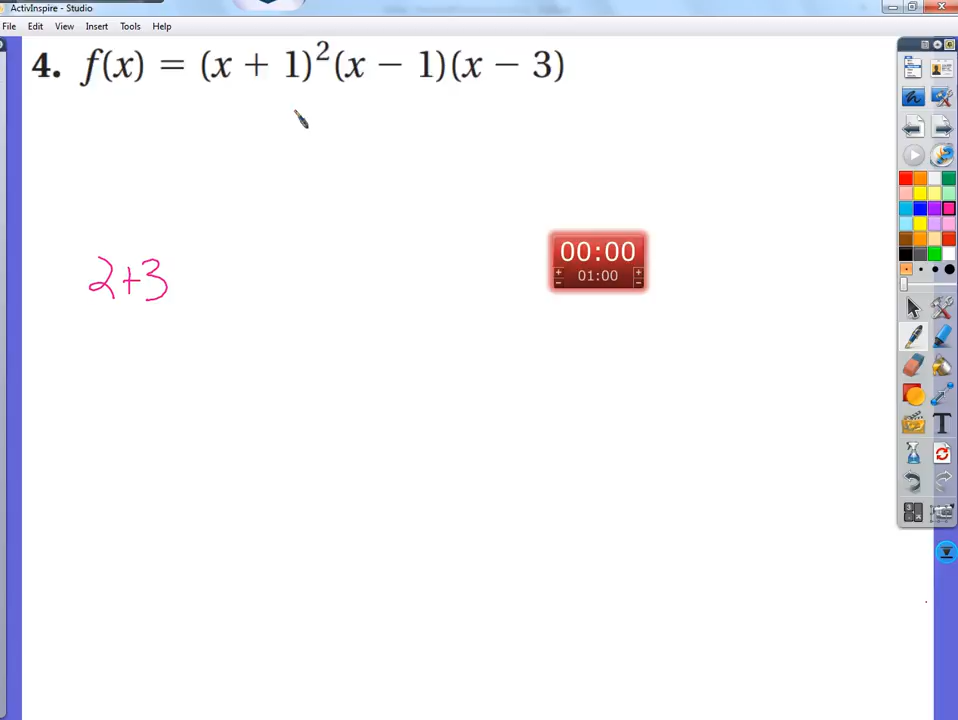 ActivInspire - Studio
File Edit View Insert Tools Help
4. f(x) = (x + 1)²(x − 1)(x − 3)
00:00
01:00
2+3